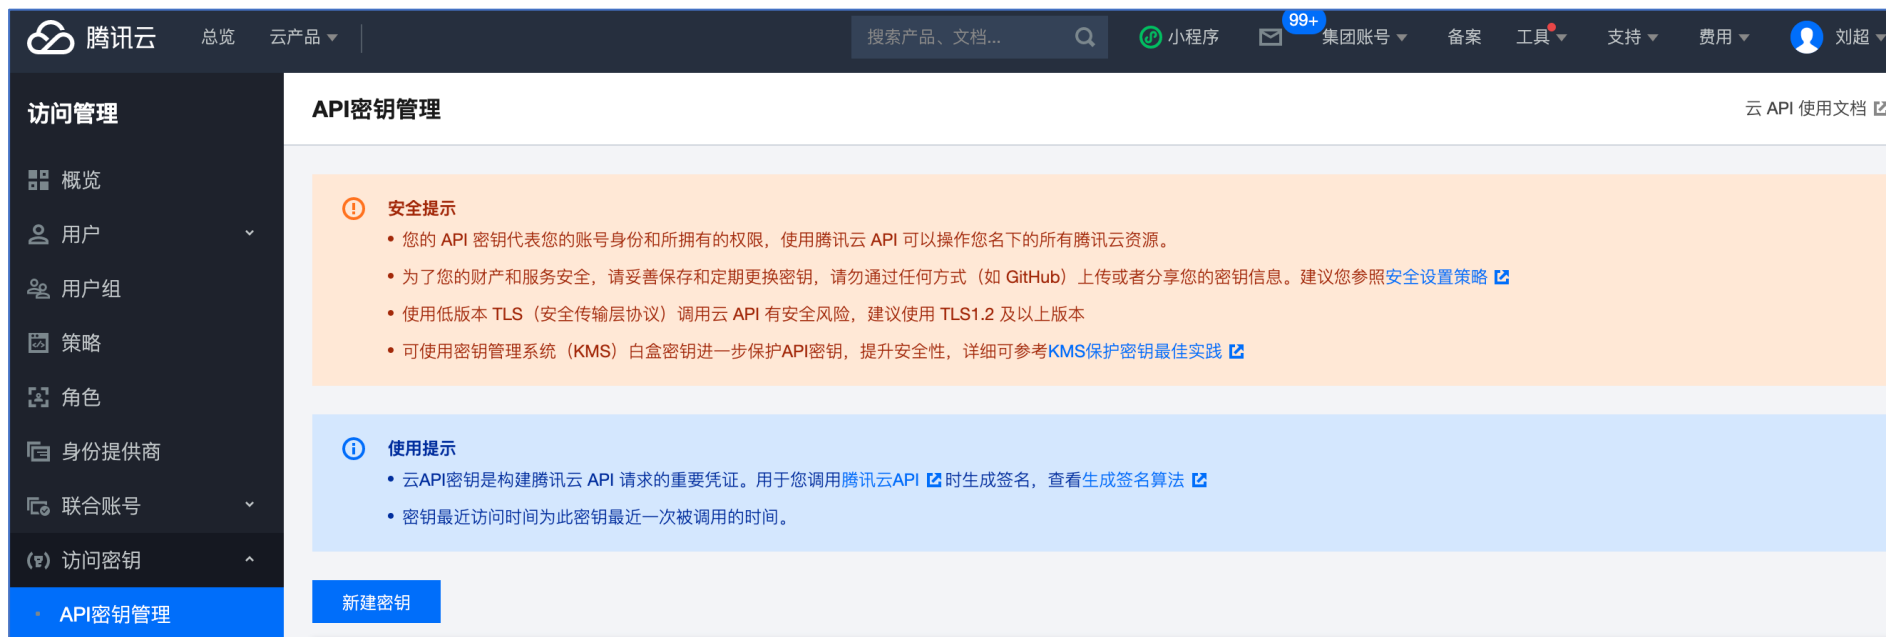 腾讯云 总览 云产品 搜索产品、文档... 小程序 99+ 集团账号 备案 工具 支持 费用 刘超
访问管理
概览
用户
用户组
策略
角色
身份提供商
联合账号
访问密钥
API密钥管理
API密钥管理
云 API 使用文档
安全提示
• 您的 API 密钥代表您的账号身份和所拥有的权限，使用腾讯云 API 可以操作您名下的所有腾讯云资源。
• 为了您的财产和服务安全，请妥善保存和定期更换密钥，请勿通过任何方式（如 GitHub）上传或者分享您的密钥信息。建议您参照安全设置策略
• 使用低版本 TLS（安全传输层协议）调用云 API 有安全风险，建议使用 TLS1.2 及以上版本
• 可使用密钥管理系统（KMS）白盒密钥进一步保护API密钥，提升安全性，详细可参考KMS保护密钥最佳实践
使用提示
• 云API密钥是构建腾讯云 API 请求的重要凭证。用于您调用腾讯云API 时生成签名，查看生成签名算法
• 密钥最近访问时间为此密钥最近一次被调用的时间。
新建密钥